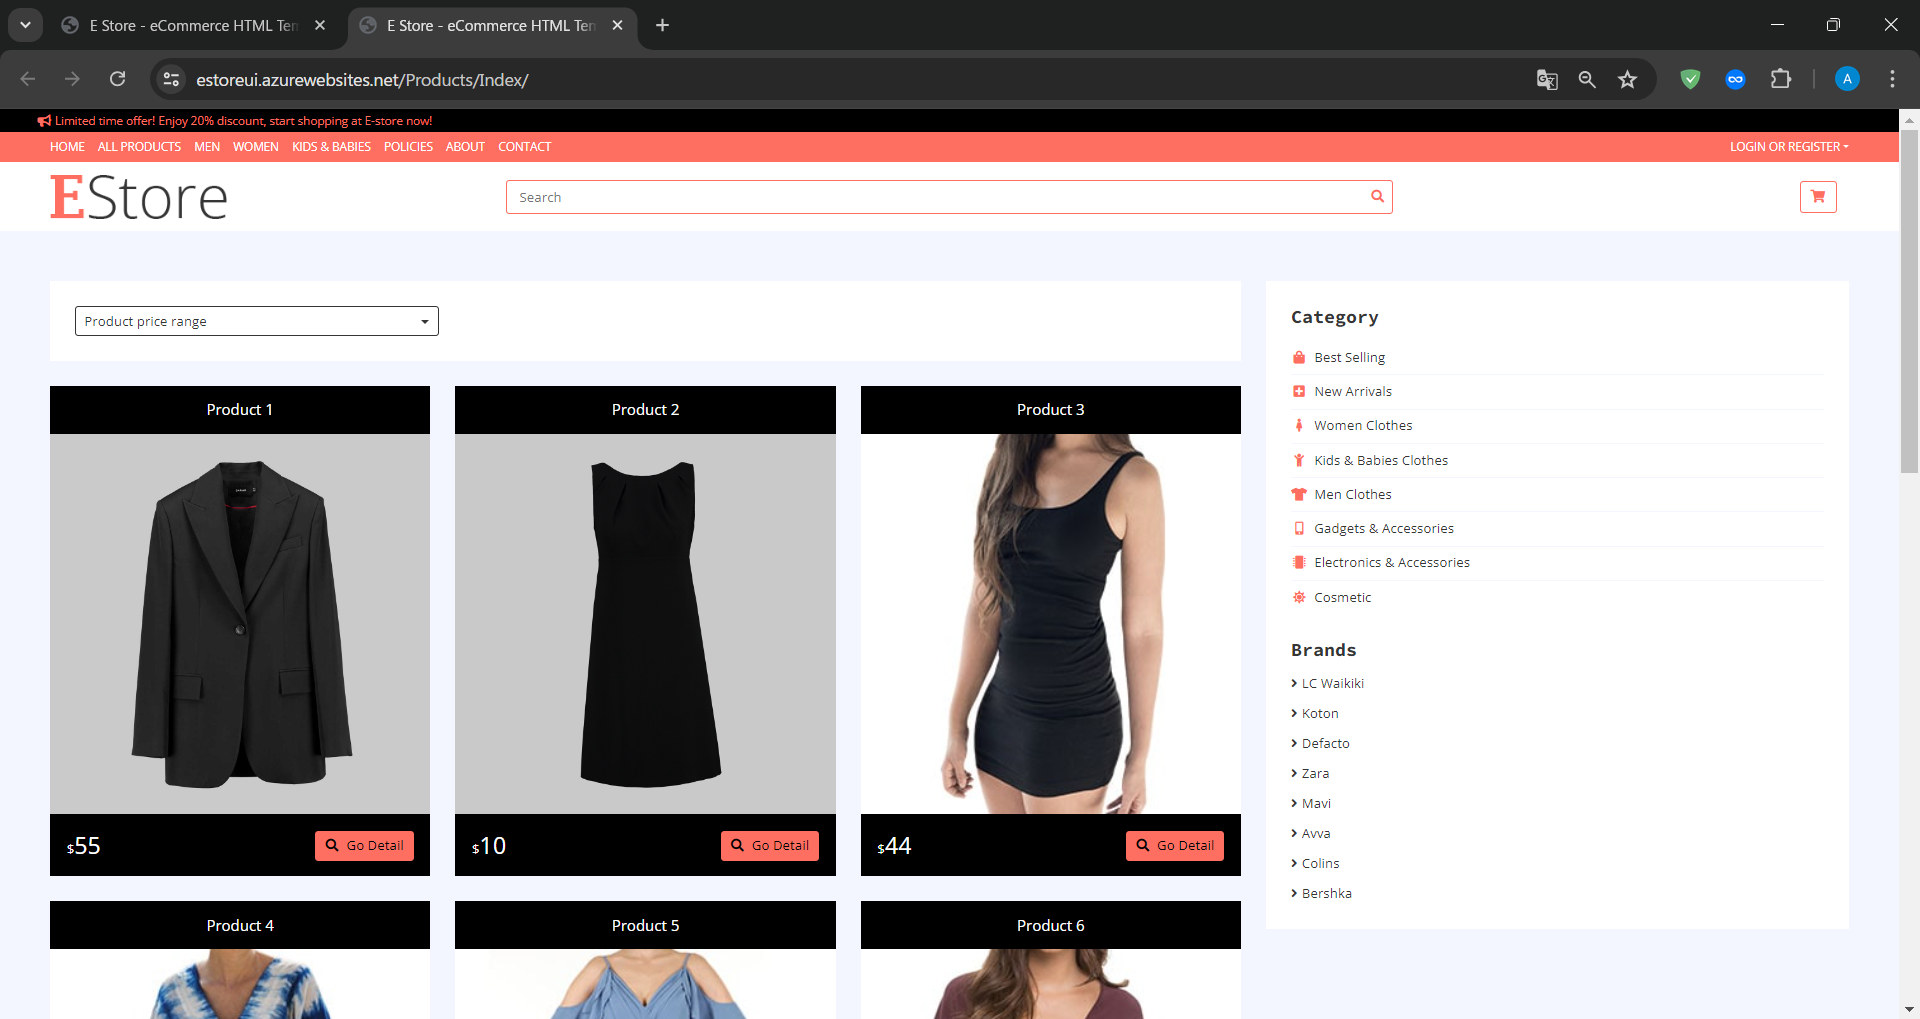 E Store - eCommerce HTML Tem
E Store - eCommerce HTML Tem
estoreui.azurewebsites.net/Products/Index/
A
Limited time offer! Enjoy 20% discount, start shopping at E-store now!
HOME ALL PRODUCTS MEN WOMEN KIDS & BABIES POLICIES ABOUT CONTACT LOGIN OR REGISTER
EStore
Search
Product price range
Product 1
Product 2
Product 3
$55
Go Detail
$10
Go Detail
$44
Go Detail
Product 4
Product 5
Product 6
Category
Best Selling
New Arrivals
Women Clothes
Kids & Babies Clothes
Men Clothes
Gadgets & Accessories
Electronics & Accessories
Cosmetic
Brands
LC Waikiki
Koton
Defacto
Zara
Mavi
Avva
Colins
Bershka